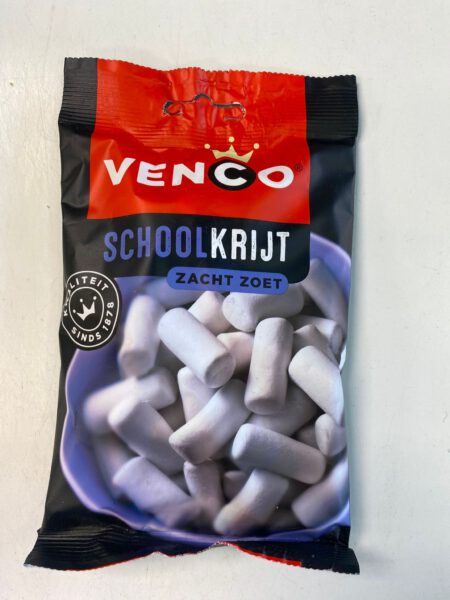 VENCO®
SCHOOLKRIJT
ZACHT ZOET
KWALITEIT
SINDS 1878